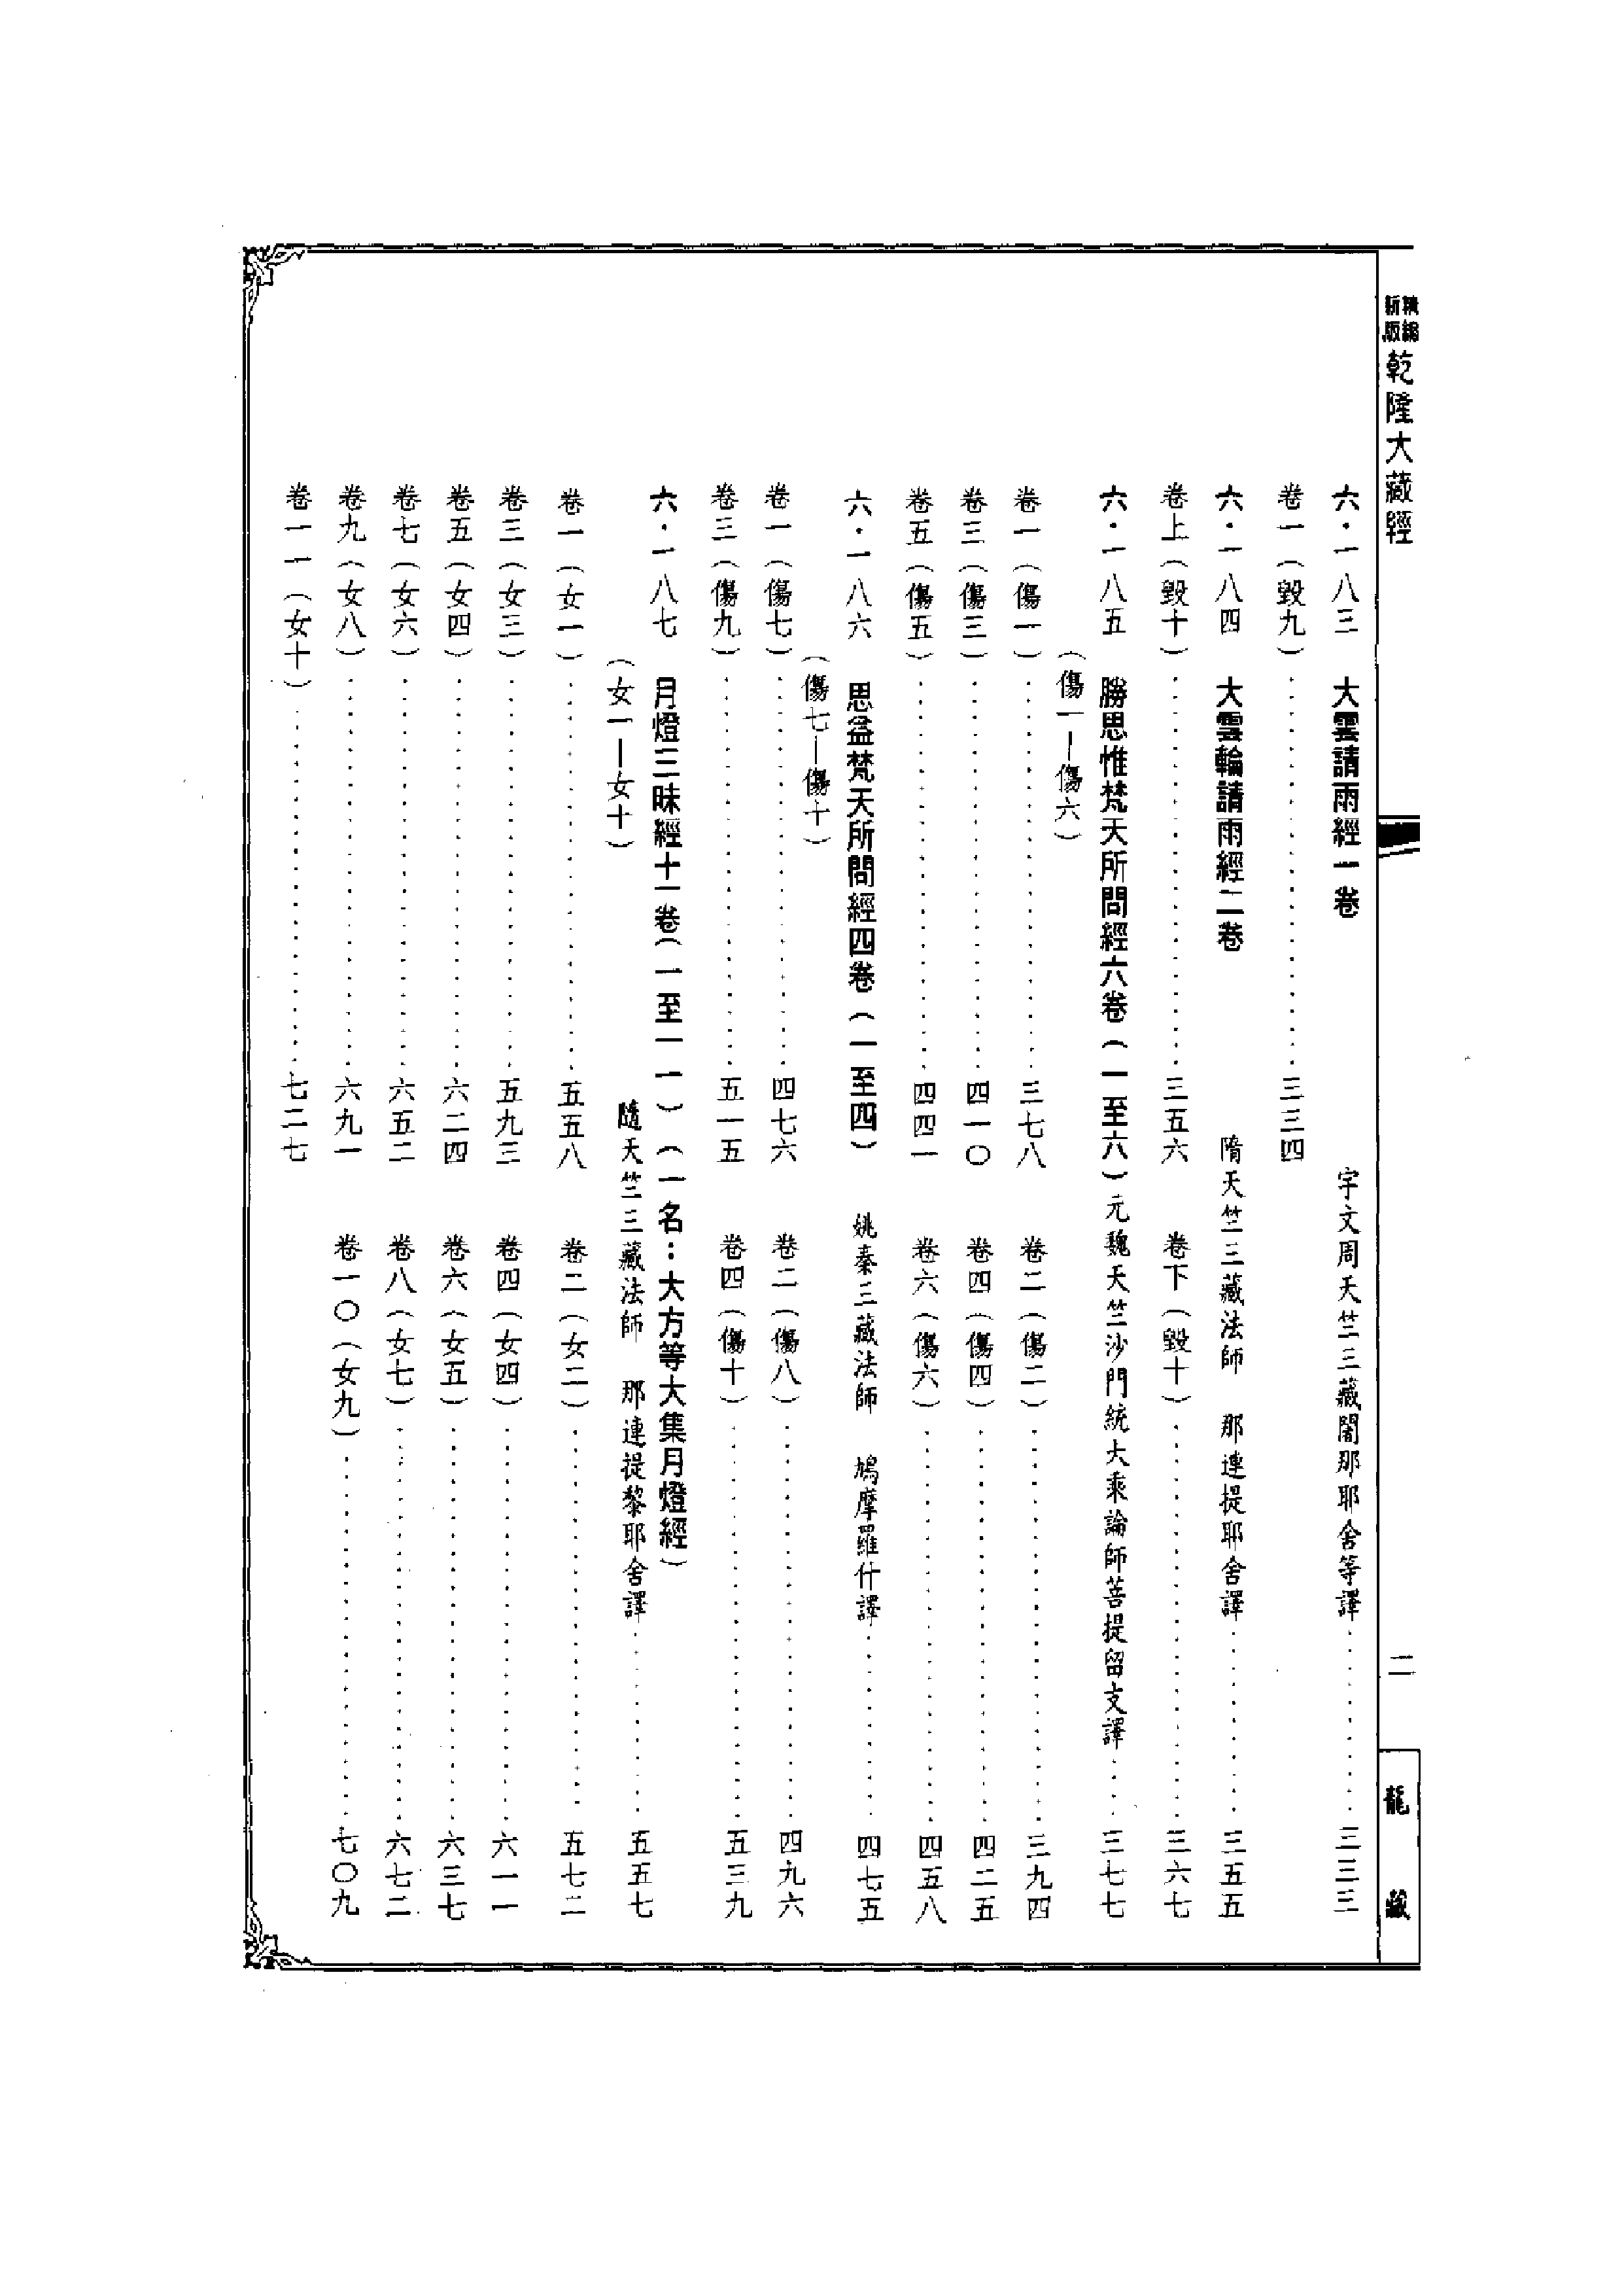 新版精編乾隆大藏經
二
龍藏
六·一八三 大雲請雨經一卷 宇文周天竺三藏闍那耶舍等譯…………三三三
卷一(毀九)…………三三四
六·一八四 大雲輪請雨經二卷 隋天竺三藏法師 那連提耶舍譯…………三五五
卷上(毀十)…………三五六 卷下(毀十)…………三六七
六·一八五 勝思惟梵天所問經六卷(一至六)元魏天竺沙門統大乘論師菩提留支譯……三七七
(傷一—傷六)
卷一(傷一)…………三七八 卷二(傷二)…………三九四
卷三(傷三)…………四一〇 卷四(傷四)…………四二五
卷五(傷五)…………四四一 卷六(傷六)…………四五八
六·一八六 思益梵天所問經四卷(一至四) 姚秦三藏法師 鳩摩羅什譯…………四七五
(傷七—傷十)
卷一(傷七)…………四七六 卷二(傷八)…………四九六
卷三(傷九)…………五一五 卷四(傷十)…………五三九
六·一八七 月燈三昧經十一卷(一至一一)(一名:大方等大集月燈經)
(女一—女十) 隨天竺三藏法師 那連提黎耶舍譯…………五五七
卷一(女一)…………五五八 卷二(女二)…………五七二
卷三(女三)…………五九三 卷四(女四)…………六一一
卷五(女四)…………六二四 卷六(女五)…………六三七
卷七(女六)…………六五二 卷八(女七)…………六七二
卷九(女八)…………六九一 卷一〇(女九)…………七〇九
卷一一(女十)…………七二七